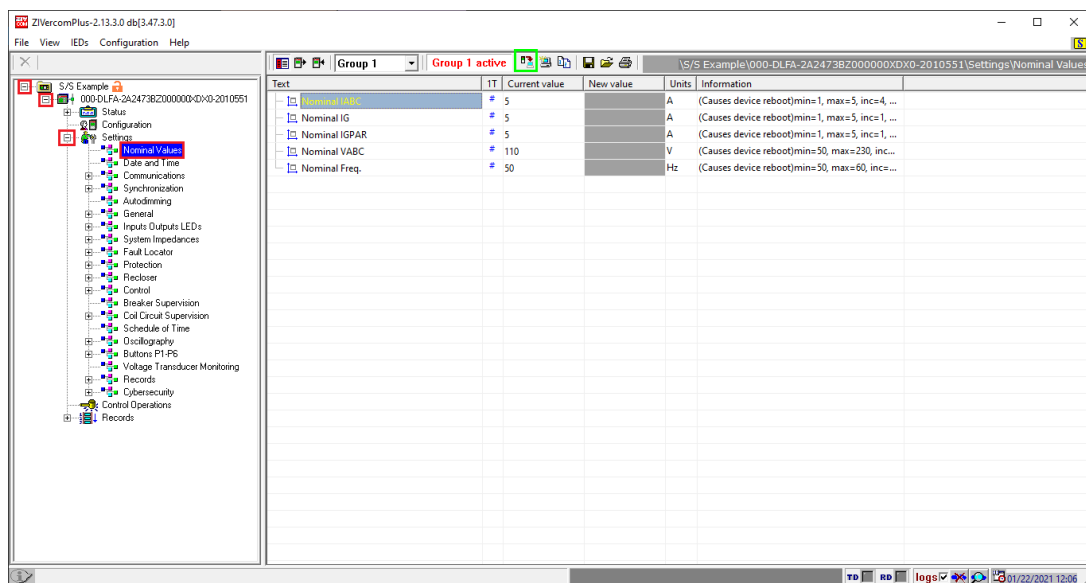 ZIVercomPlus-2.13.3.0 db[3.47.3.0]
File View IEDs Configuration Help
Group 1 Group 1 active \S/S Example\000-DLFA-2A2473BZ000000XDX0-2010551\Settings\Nominal Values
S/S Example
000-DLFA-2A2473BZ000000XDX0-2010551
Status
Configuration
Settings
Nominal Values
Date and Time
Communications
Synchronization
Autodimming
General
Inputs Outputs LEDs
System Impedances
Fault Locator
Protection
Recloser
Control
Breaker Supervision
Coil Circuit Supervision
Schedule of Time
Oscillography
Buttons P1-P6
Voltage Transducer Monitoring
Records
Cybersecurity
Control Operations
Records
Text 1T Current value New value Units Information
Nominal IABC # 5 A (Causes device reboot)min=1, max=5, inc=4, ...
Nominal IG # 5 A (Causes device reboot)min=1, max=5, inc=1, ...
Nominal IGPAR # 5 A (Causes device reboot)min=1, max=5, inc=1, ...
Nominal VABC # 110 V (Causes device reboot)min=50, max=230, inc...
Nominal Freq. # 50 Hz (Causes device reboot)min=50, max=60, inc=...
TD RD logs 01/22/2021 12:06